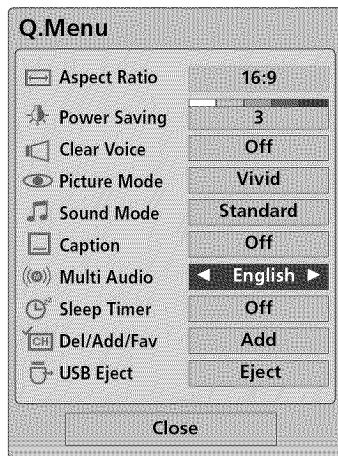 Q.Menu
Aspect Ratio 16:9
Power Saving 3
Clear Voice Off
Picture Mode Vivid
Sound Mode Standard
Caption Off
Multi Audio ◄ English ►
Sleep Timer Off
CH Del/Add/Fav Add
USB Eject Eject
Close